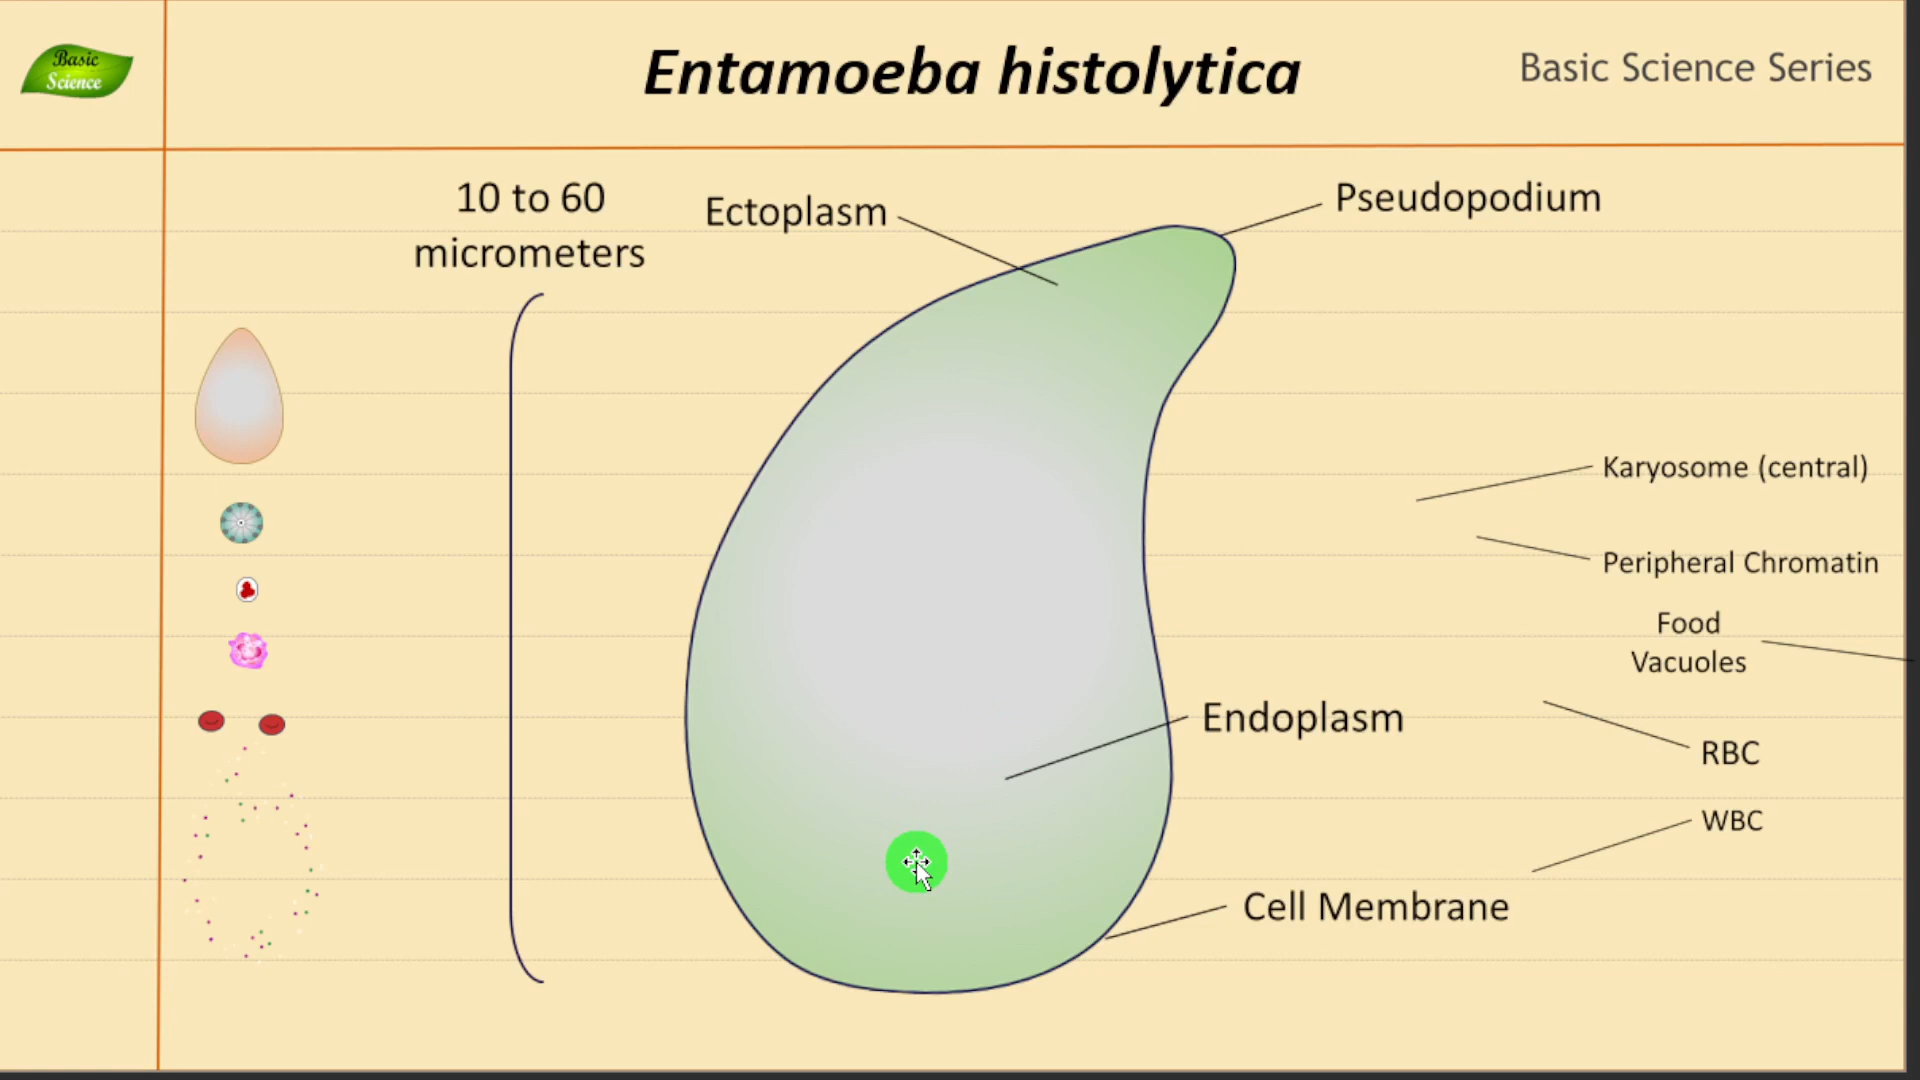 Basic
Science
Entamoeba histolytica
Basic Science Series
10 to 60
micrometers
Ectoplasm
Pseudopodium
Karyosome (central)
Peripheral Chromatin
Food
Vacuoles
Endoplasm
RBC
WBC
Cell Membrane